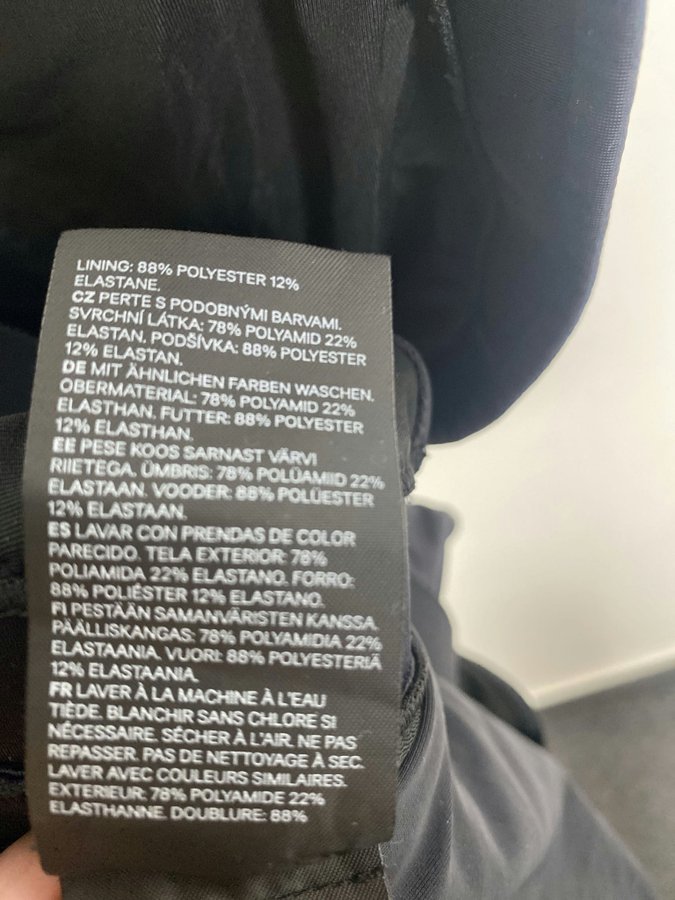 LINING: 88% POLYESTER 12%
ELASTANE.
CZ PERTE S PODOBNÝMI BARVAMI.
SVRCHNÍ LÁTKA: 78% POLYAMID 22%
ELASTAN. PODŠÍVKA: 88% POLYESTER
12% ELASTAN.
DE MIT ÄHNLICHEN FARBEN WASCHEN.
OBERMATERIAL: 78% POLYAMID 22%
ELASTHAN. FUTTER: 88% POLYESTER
12% ELASTHAN.
EE PESE KOOS SARNAST VÄRVI
RIIETEGA. ÜMBRIS: 78% POLÜAMIID 22%
ELASTAAN. VOODER: 88% POLÜESTER
12% ELASTAAN.
ES LAVAR CON PRENDAS DE COLOR
PARECIDO. TELA EXTERIOR: 78%
POLIAMIDA 22% ELASTANO. FORRO:
88% POLIÉSTER 12% ELASTANO.
FI PESTÄÄN SAMANVÄRISTEN KANSSA.
PÄÄLLISKANGAS: 78% POLYAMIDIA 22%
ELASTAANIA. VUORI: 88% POLYESTERIÄ
12% ELASTAANIA.
FR LAVER À LA MACHINE À L'EAU
TIÈDE. BLANCHIR SANS CHLORE SI
NÉCESSAIRE. SÉCHER À L'AIR. NE PAS
REPASSER. PAS DE NETTOYAGE À SEC.
LAVER AVEC COULEURS SIMILAIRES.
EXTERIEUR: 78% POLYAMIDE 22%
ELASTHANNE. DOUBLURE: 88%